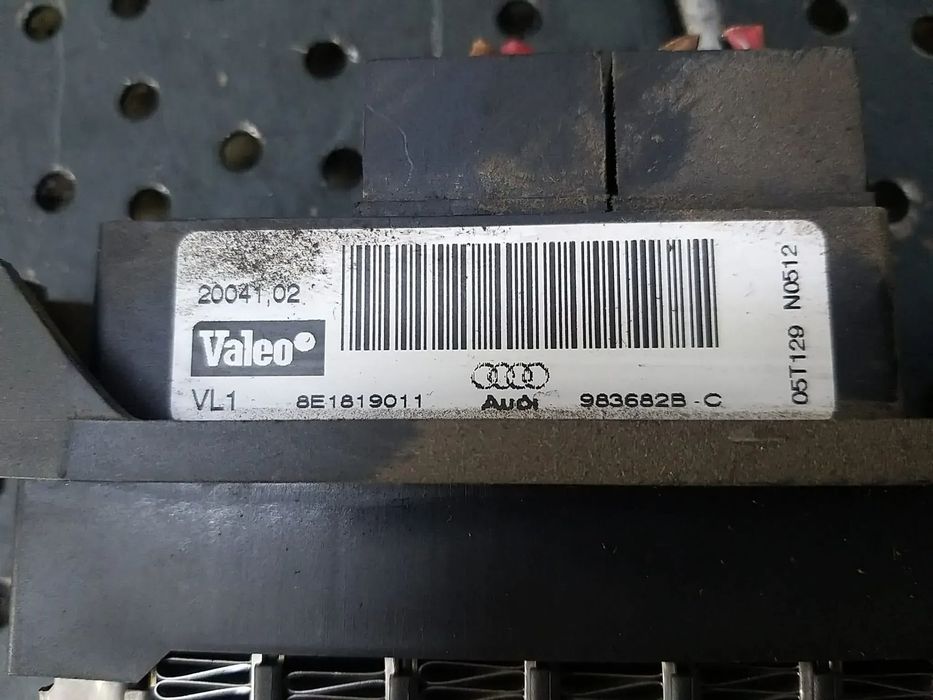 20041,02
Valeo
VL1 8E1819011 Audi 983682B-C
05T129 N0512